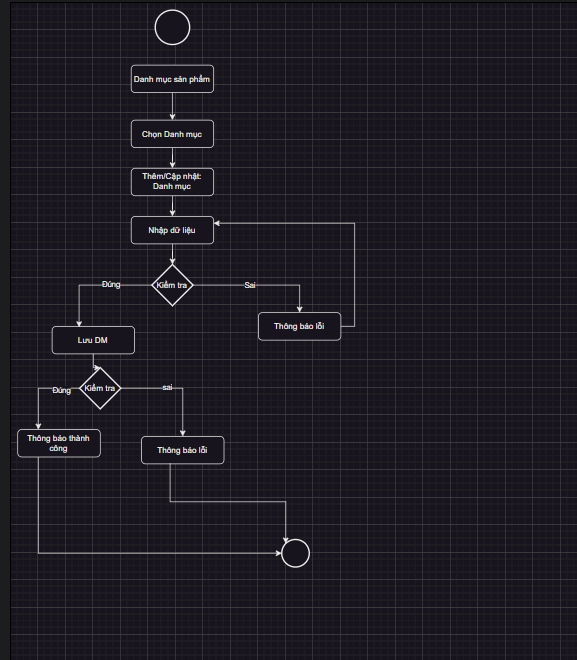 Danh mục sản phẩm
Chọn Danh mục
Thêm/Cập nhật:
Danh mục
Nhập dữ liệu
Kiểm tra
Đúng
Sai
Thông báo lỗi
Lưu DM
Kiểm tra
Đúng
sai
Thông báo thành
công
Thông báo lỗi